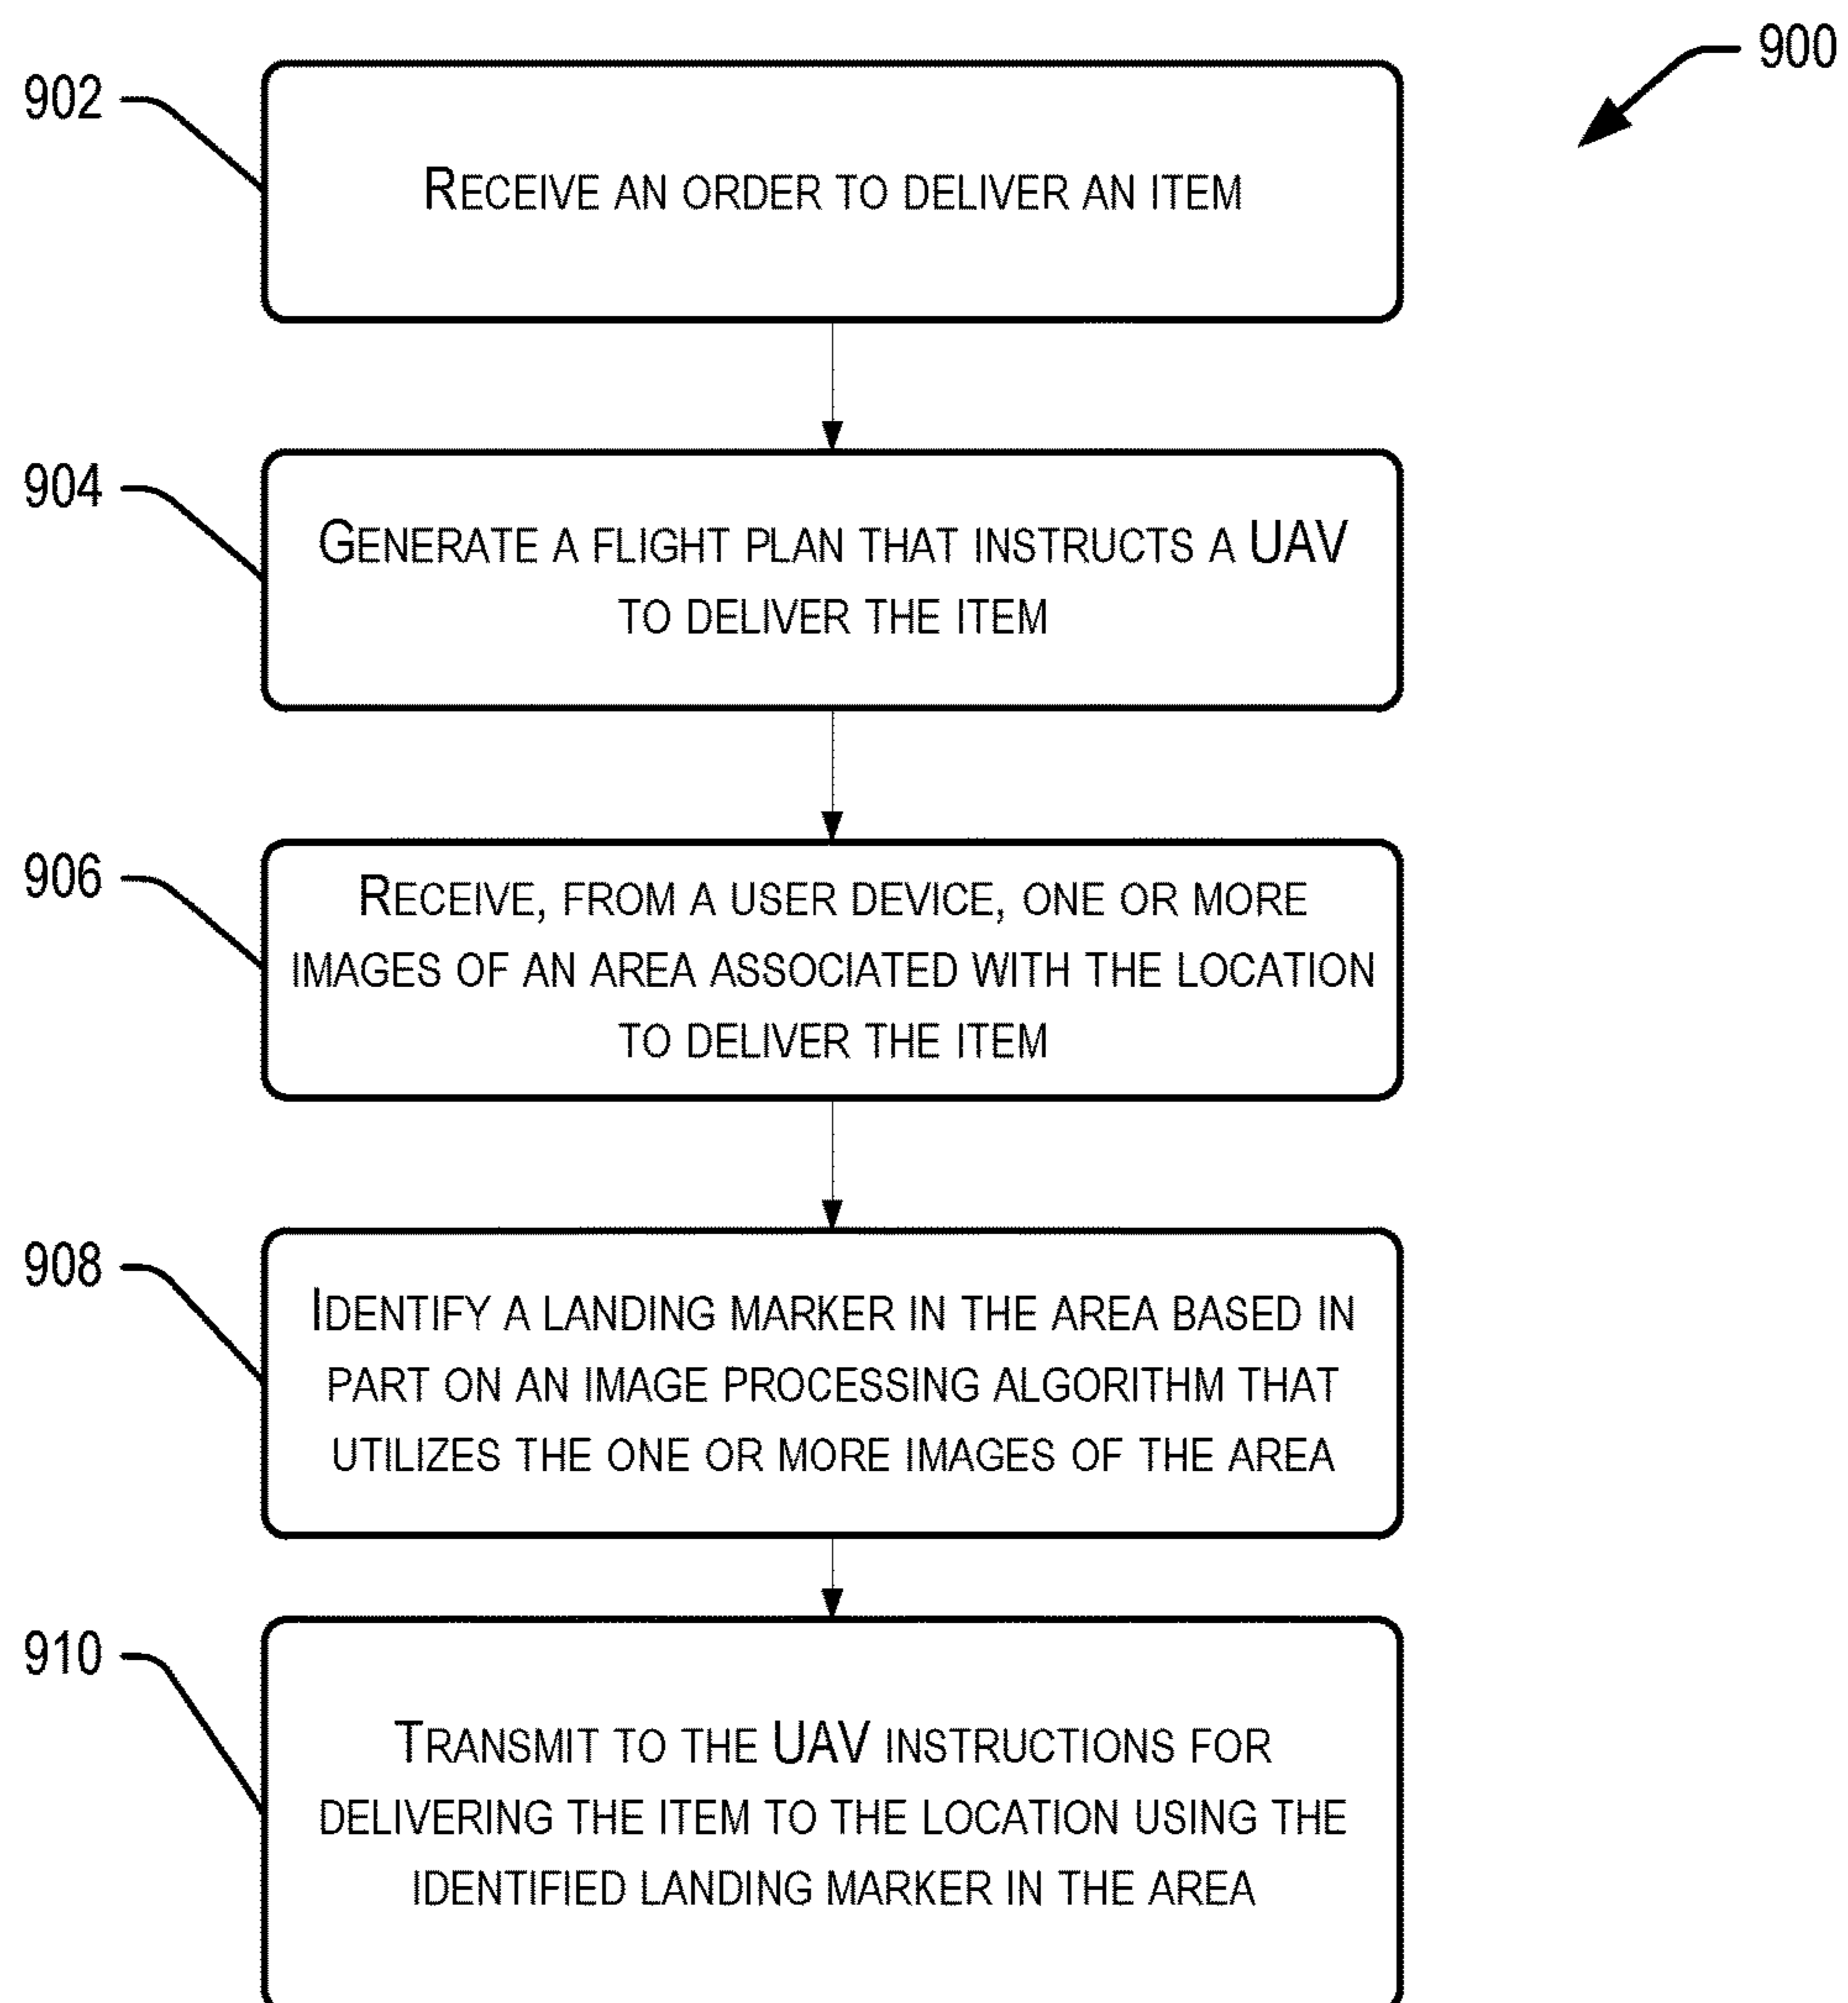 900
902
RECEIVE AN ORDER TO DELIVER AN ITEM
904
GENERATE A FLIGHT PLAN THAT INSTRUCTS A UAV
TO DELIVER THE ITEM
906
RECEIVE, FROM A USER DEVICE, ONE OR MORE
IMAGES OF AN AREA ASSOCIATED WITH THE LOCATION
TO DELIVER THE ITEM
908
IDENTIFY A LANDING MARKER IN THE AREA BASED IN
PART ON AN IMAGE PROCESSING ALGORITHM THAT
UTILIZES THE ONE OR MORE IMAGES OF THE AREA
910
TRANSMIT TO THE UAV INSTRUCTIONS FOR
DELIVERING THE ITEM TO THE LOCATION USING THE
IDENTIFIED LANDING MARKER IN THE AREA